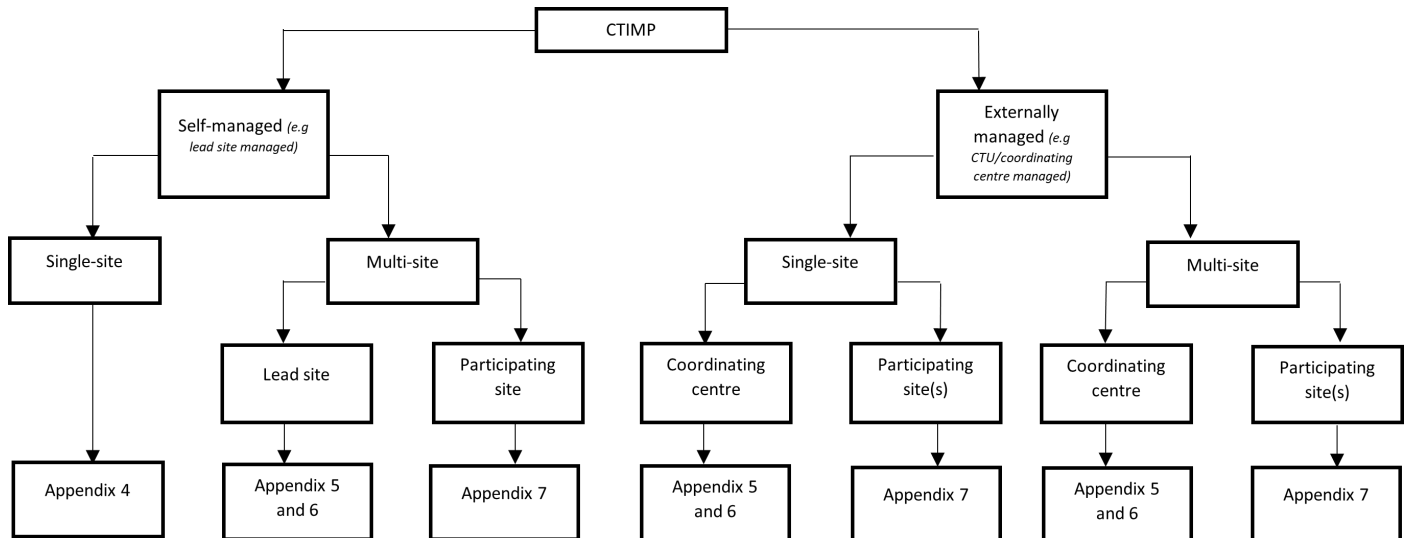 CTIMP
Self-managed (e.g
lead site managed)
Externally
managed (e.g
CTU/coordinating
centre managed)
Single-site
Multi-site
Single-site
Multi-site
Lead site
Participating
site
Coordinating
centre
Participating
site(s)
Coordinating
centre
Participating
site(s)
Appendix 4
Appendix 5
and 6
Appendix 7
Appendix 5
and 6
Appendix 7
Appendix 5
and 6
Appendix 7